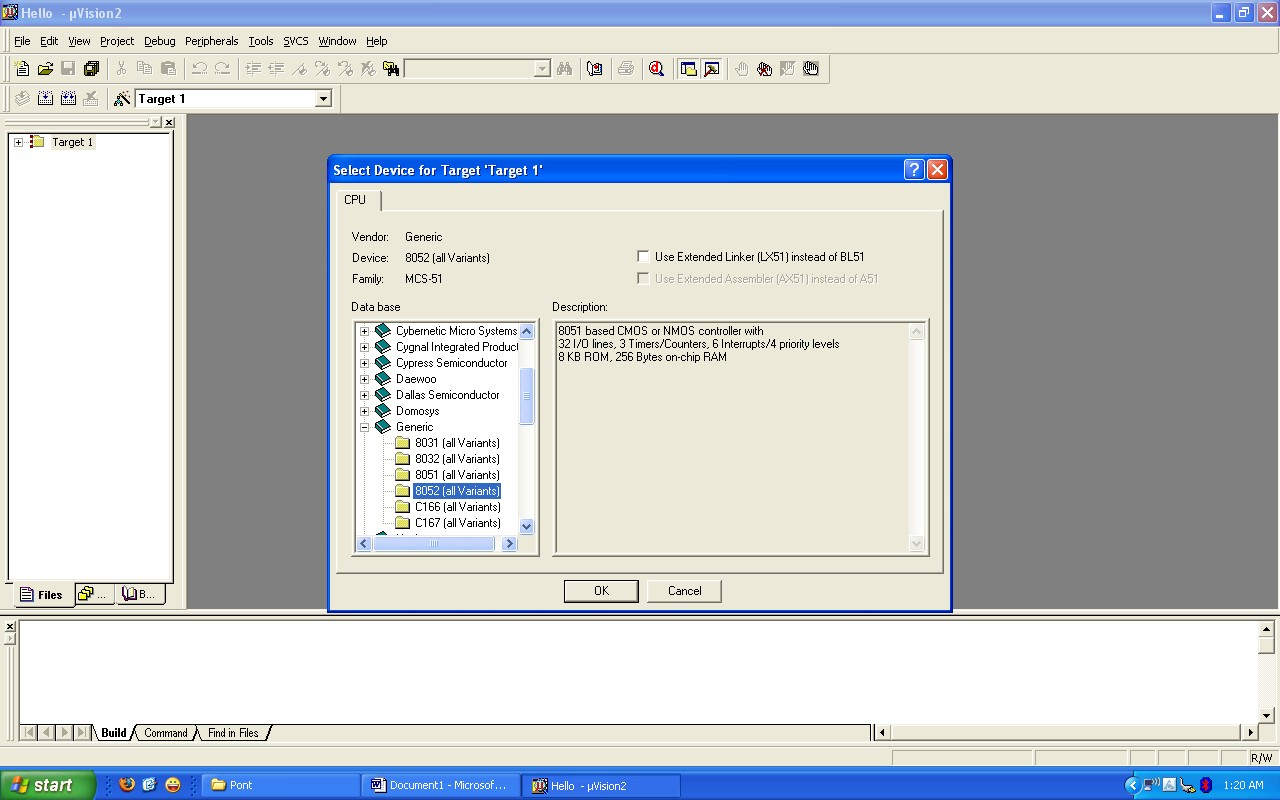 Hello - µVision2
File Edit View Project Debug Peripherals Tools SVCS Window Help
Target 1
Target 1
Select Device for Target 'Target 1'
CPU
Vendor: Generic
Device: 8052 (all Variants)
Family: MCS-51
Use Extended Linker (LX51) instead of BL51
Use Extended Assembler (AX51) instead of A51
Data base
Cybernetic Micro Systems
Cygnal Integrated Product
Cypress Semiconductor
Daewoo
Dallas Semiconductor
Domosys
Generic
8031 (all Variants)
8032 (all Variants)
8051 (all Variants)
8052 (all Variants)
C166 (all Variants)
C167 (all Variants)
Description:
8051 based CMOS or NMOS controller with
32 I/O lines, 3 Timers/Counters, 6 Interrupts/4 priority levels
8 KB ROM, 256 Bytes on-chip RAM
OK Cancel
Files ... B...
Build Command Find in Files
R/W
start Pont Document1 - Microsof... Hello - µVision2 1:20 AM